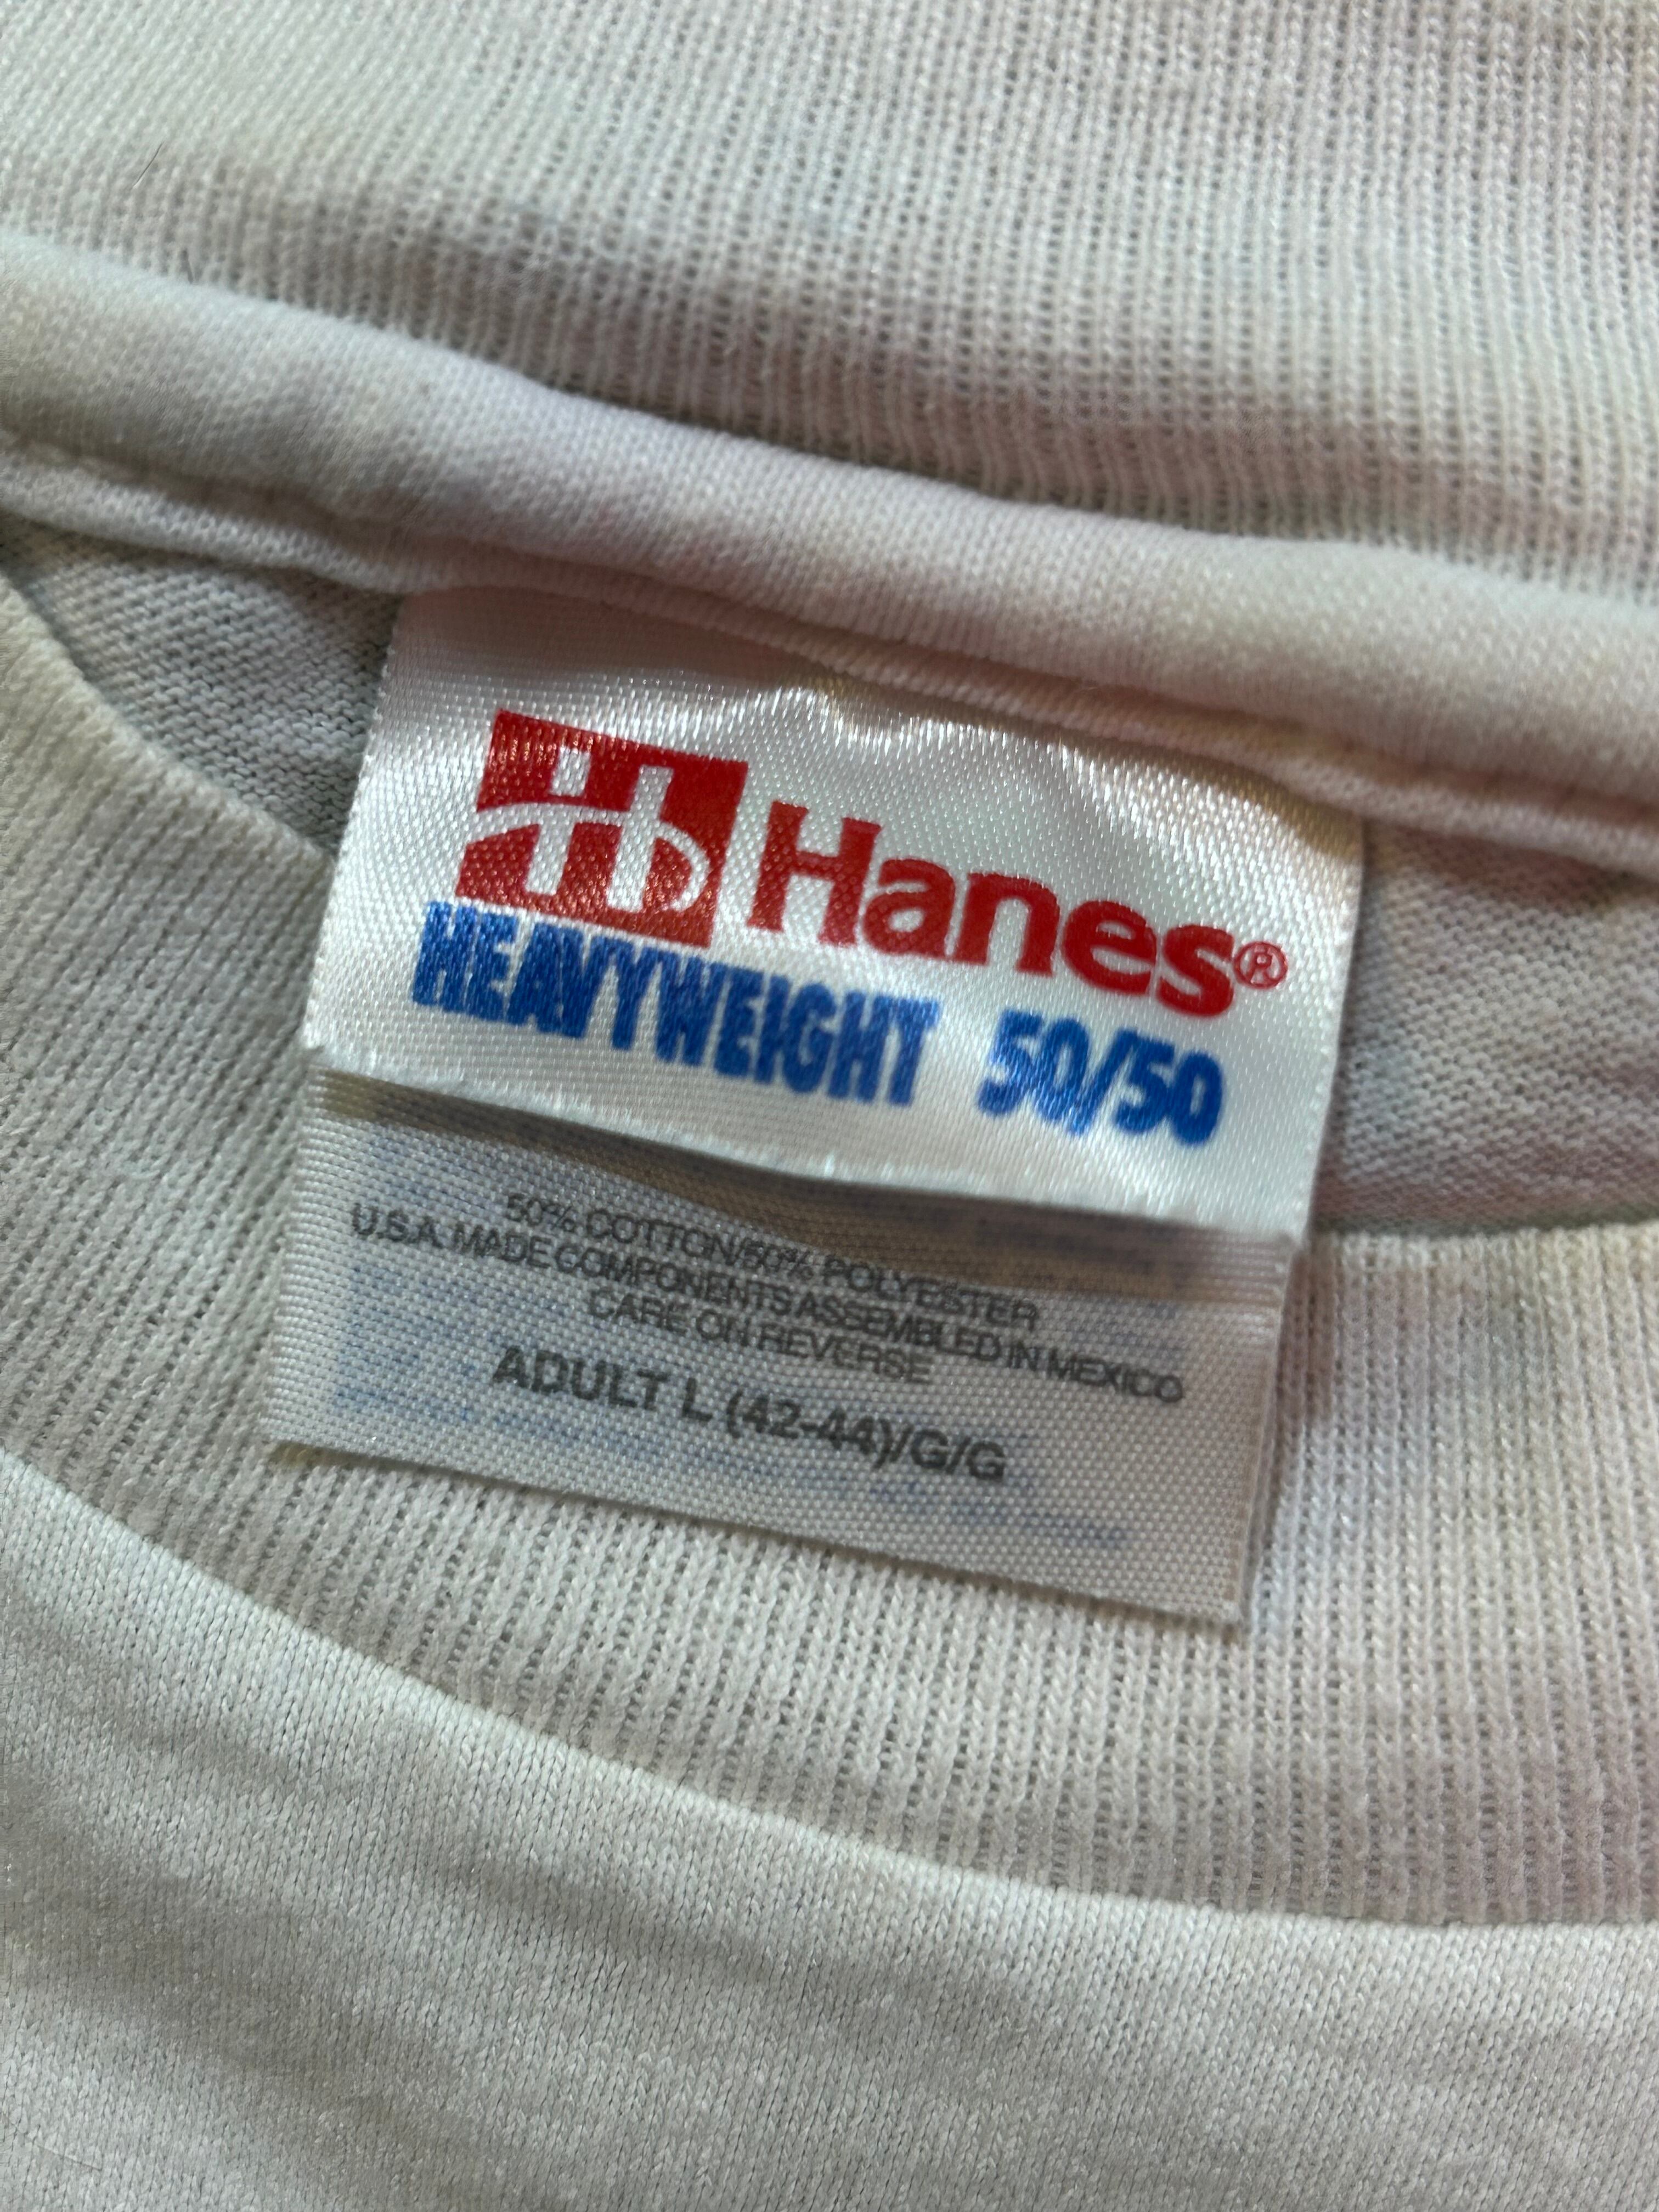 Hanes®
HEAVYWEIGHT 50/50
50% COTTON/50% POLYESTER
U.S.A. MADE COMPONENTS ASSEMBLED IN MEXICO
CARE ON REVERSE
ADULT L (42-44)/G/G